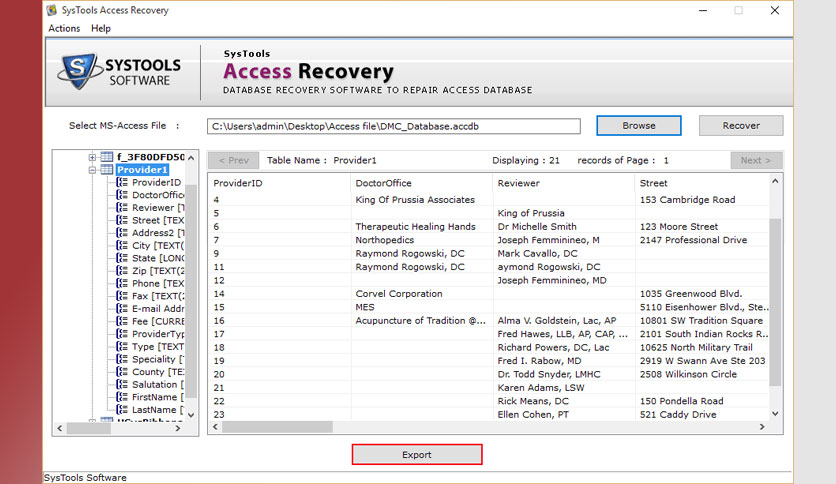 SysTools Access Recovery
Actions Help
SYSTOOLS
SOFTWARE
SysTools
Access Recovery
DATABASE RECOVERY SOFTWARE TO REPAIR ACCESS DATABASE
Select MS-Access File : C:\Users\admin\Desktop\Access file\DMC_Database.accdb Browse Recover
< Prev Table Name : Provider1 Displaying : 21 records of Page : 1 Next >
f_3F80DFD50
Provider1
ProviderID
DoctorOffic
Reviewer [T
Street [TEX
Address2 [T
City [TEXT(
State [LONG
Zip [TEXT(2
Phone [TEX
Fax [TEXT(2
E-mail Addr
Fee [CURRE
ProviderTyp
Type [TEXT
Speciality [
County [TE
Salutation [
FirstName [
LastName [
ProviderID DoctorOffice Reviewer Street
4 King Of Prussia Associates 153 Cambridge Road
5 King of Prussia
6 Therapeutic Healing Hands Dr Michelle Smith 123 Moore Street
7 Northopedics Joseph Femminineo, M 2147 Professional Drive
9 Raymond Rogowski, DC Mark Cavallo, DC
11 Raymond Rogowski, DC aymond Rogowski, DC
12 Joseph Femminineo, MD
14 Corvel Corporation 1035 Greenwood Blvd.
15 MES 5110 Eisenhower Blvd., Ste...
16 Acupuncture of Tradition @... Alma V. Goldstein, Lac, AP 10801 SW Tradition Square
17 Fred Hawes, LLB, AP, CAP, ... 2101 South Indian Rocks R...
18 Richard Powers, DC, Lac 10625 North Military Trail
19 Fred I. Rabow, MD 2919 W Swann Ave Ste 203
20 Dr. Todd Snyder, LMHC 2508 Wilkinson Circle
21 Karen Adams, LSW
22 Rick Means, DC 150 Pondella Road
23 Ellen Cohen, PT 521 Caddy Drive
Export
SysTools Software